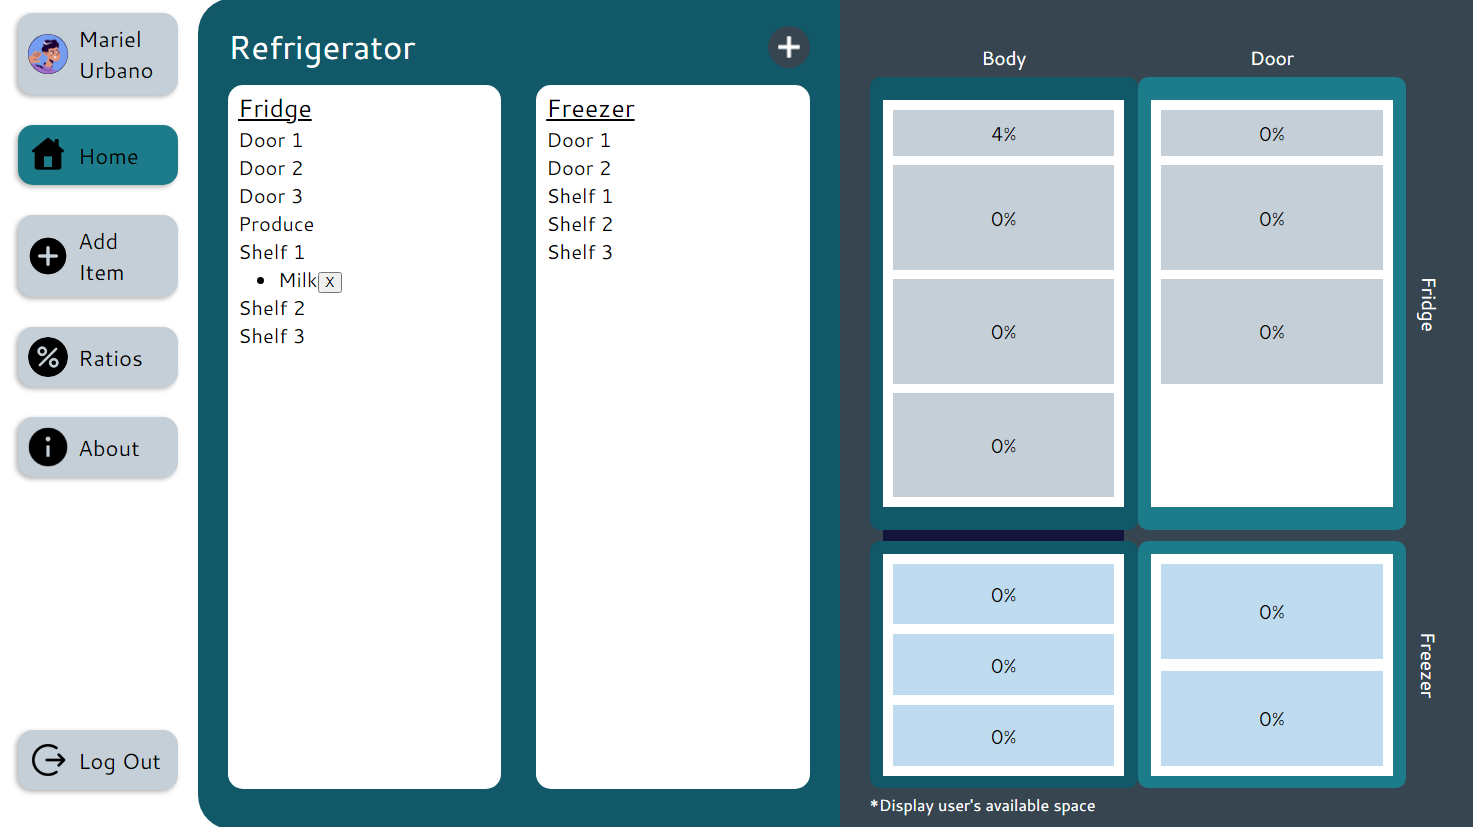 Mariel
Urbano
Home
Add
Item
Ratios
About
Log Out
Refrigerator
Fridge
Door 1
Door 2
Door 3
Produce
Shelf 1
Milk X
Shelf 2
Shelf 3
Freezer
Door 1
Door 2
Shelf 1
Shelf 2
Shelf 3
Body
Door
4%
0%
0%
0%
0%
0%
0%
Fridge
0%
0%
0%
0%
0%
Freezer
*Display user's available space